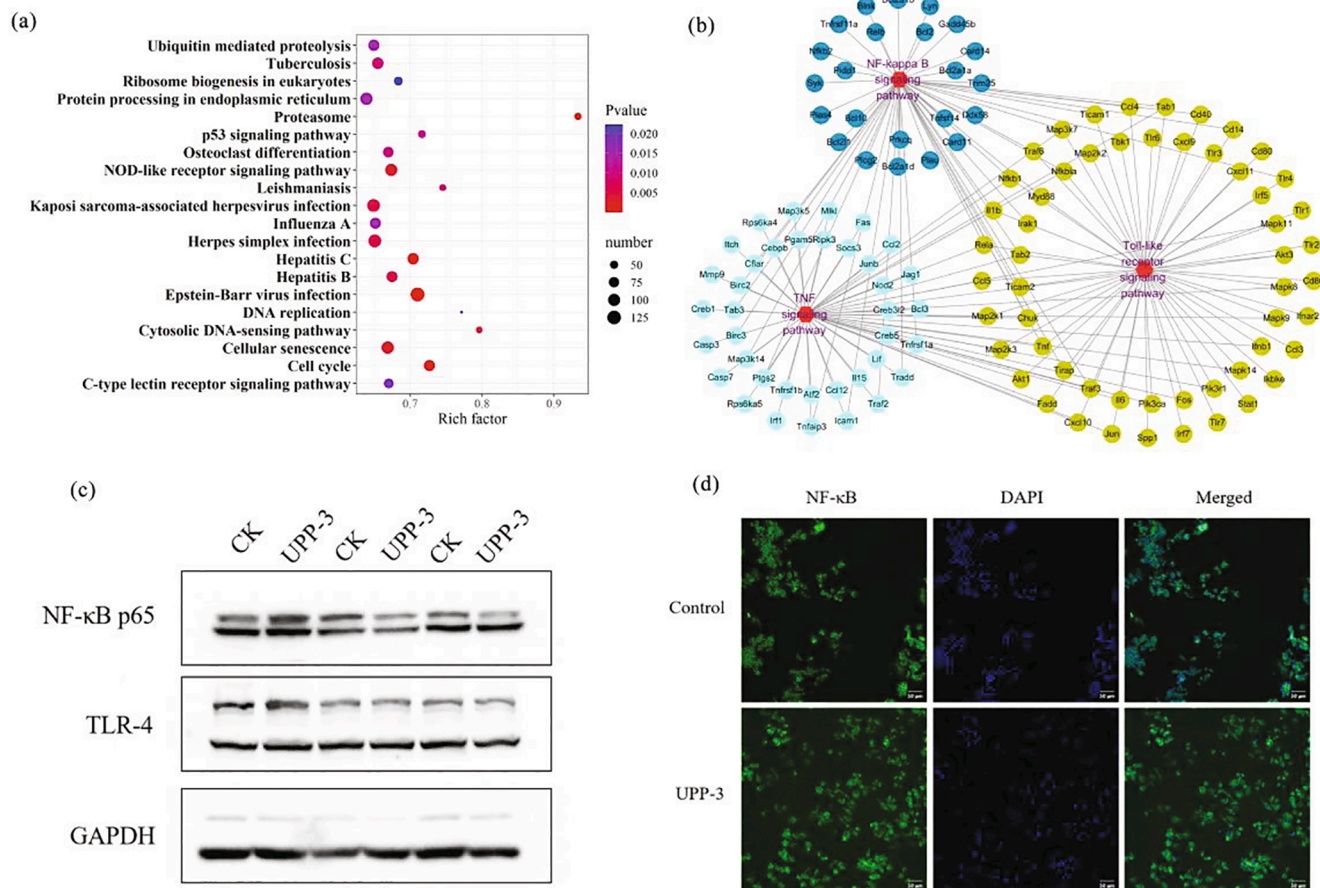 (a)
Ubiquitin mediated proteolysis
Tuberculosis
Ribosome biogenesis in eukaryotes
Protein processing in endoplasmic reticulum
Proteasome
p53 signaling pathway
Osteoclast differentiation
NOD-like receptor signaling pathway
Leishmaniasis
Kaposi sarcoma-associated herpesvirus infection
Influenza A
Herpes simplex infection
Hepatitis C
Hepatitis B
Epstein-Barr virus infection
DNA replication
Cytosolic DNA-sensing pathway
Cellular senescence
Cell cycle
C-type lectin receptor signaling pathway
0.7 0.8 0.9
Rich factor
Pvalue
0.020
0.015
0.010
0.005
number
50
75
100
125
(b)
Blnk
Lyn
Tnfrsf11a
Relb
Bcl2
Gadd45b
Nfkb2
Card14
Pidd1
NF-kappa B
signaling
pathway
Bcl2a1a
Syk
Trim25
Pias4
Bcl10
Tnfsf14
Ddx58
Bcl2l1
Prkcq
Card11
Plcg2
Bcl2a1d
Plau
Ccl4
Tab1
Ticam1
Cd40
Map3k7
Cd14
Tbk1
Tlr6
Cxcl9
Traf6
Map2k2
Tlr3
Cd80
Nfkb1
Nfkbia
Cxcl11
Tlr4
Myd88
Irf5
Il1b
Irak1
Mapk11
Tlr1
Rela
Tab2
Toll-like
receptor
signaling
pathway
Akt3
Tlr2
Ccl5
Ticam2
Mapk8
Map2k1
Chuk
Mapk9
Ifnar2
Map2k3
Tnf
Ifnb1
Ccl3
Akt1
Tirap
Mapk14
Ikbke
Traf3
Pik3r1
Fadd
Il6
Pik3ca
Fos
Stat1
Cxcl10
Jun
Spp1
Irf7
Tlr7
Map3k5
Mlkl
Rps6ka4
Fas
Itch
Cebpb
Pgam5
Ripk3
Socs3
Ccl2
Cflar
Junb
Mmp9
Birc2
Nod2
Jag1
Creb1
Tab3
TNF
signaling
pathway
Creb3l2
Bcl3
Casp3
Birc3
Creb5
Tnfrsf1a
Map3k14
Lif
Casp7
Ptgs2
Il15
Tradd
Rps6ka5
Tnfrsf1b
Atf2
Ccl12
Traf2
Irf1
Tnfaip3
Icam1
(c)
CK UPP-3 CK UPP-3 CK UPP-3
NF-κB p65
TLR-4
GAPDH
(d)
NF-κB DAPI Merged
Control
UPP-3